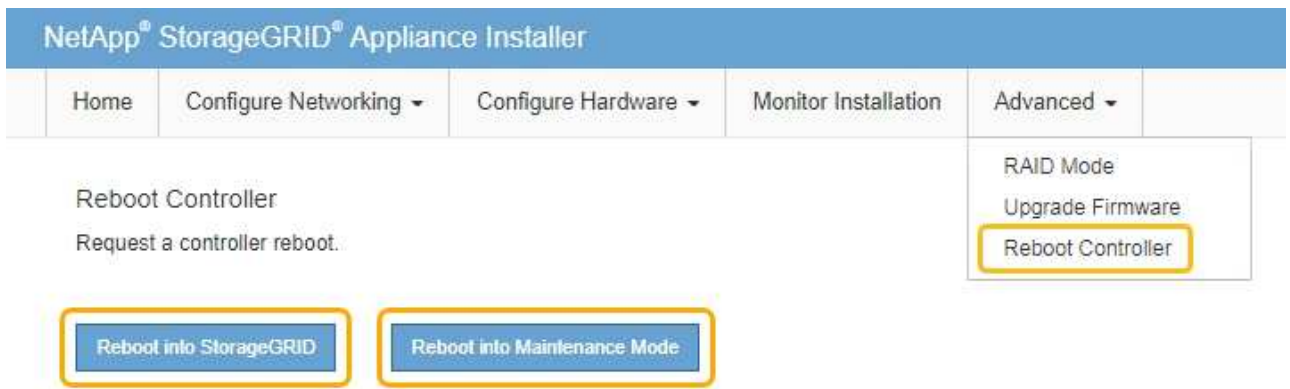 NetApp® StorageGRID® Appliance Installer
Home Configure Networking Configure Hardware Monitor Installation Advanced
RAID Mode
Upgrade Firmware
Reboot Controller
Reboot Controller
Request a controller reboot.
Reboot into StorageGRID Reboot into Maintenance Mode